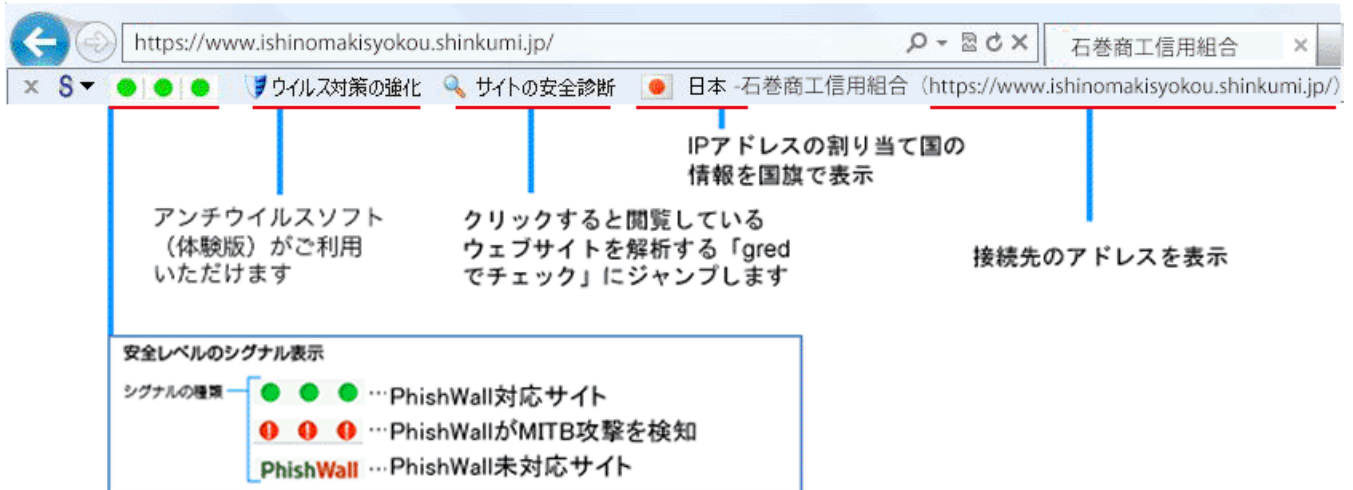 https://www.ishinomakisyokou.shinkumi.jp/
石巻商工信用組合 ×
× S ウイルス対策の強化 サイトの安全診断 日本 -石巻商工信用組合（https://www.ishinomakisyokou.shinkumi.jp/）
IPアドレスの割り当て国の
情報を国旗で表示
アンチウイルスソフト
（体験版）がご利用
いただけます
クリックすると閲覧している
ウェブサイトを解析する「gred
でチェック」にジャンプします
接続先のアドレスを表示
安全レベルのシグナル表示
シグナルの種類
…PhishWall対応サイト
…PhishWallがMITB攻撃を検知
PhishWall …PhishWall未対応サイト